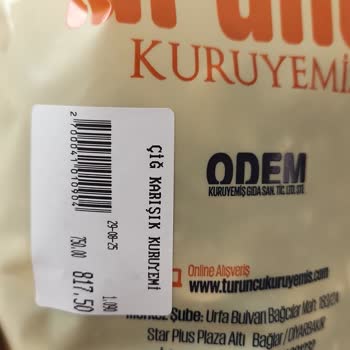 KURUYEMİ
ÇİĞ KARIŞIK KURUYEMİ
2700041010904
29-08-25
1.090
750.00
817.50
ODEM
KURUYEMİŞ GIDA SAN. TİC. LTD. ŞTİ.
Online Alışveriş
www.turuncukuruyemis.com
Merkez Şube: Urfa Bulvarı Bağcılar Mah.
Star Plus Plaza Altı Bağlar / DİYARBAKIR